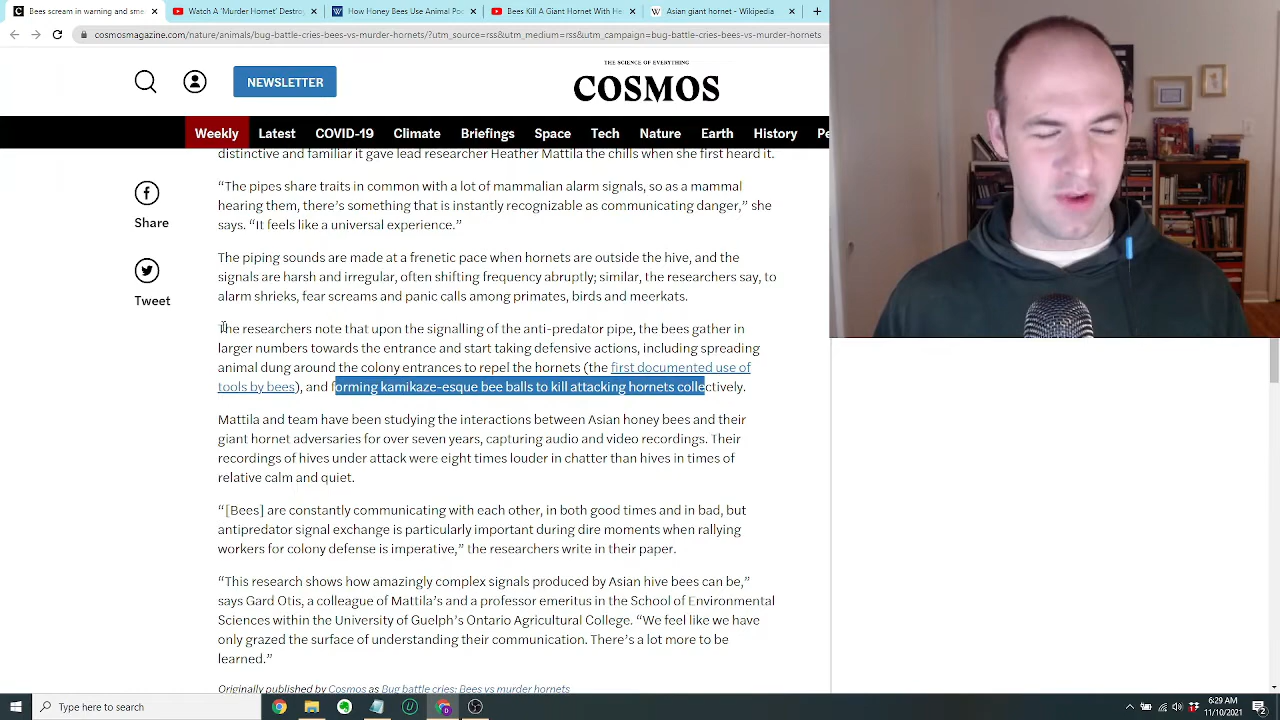 Bees scream in warning and sme
Watch A 'Murder Hornet' Destroy
How Honey Bees Use Animal Poo
Bees Kill A Giant Hornet With He
Asian giant hornet - Wikipedia
cosmosmagazine.com/nature/animals/bug-battle-cries-bees-vs-murder-hornets/?utm_source=rss&utm_medium=rss&utm_campaign=bug-battle-cries-bees-vs-murder-hornets
NEWSLETTER
THE SCIENCE OF EVERYTHING
COSMOS
Weekly Latest COVID-19 Climate Briefings Space Tech Nature Earth History Pe
distinctive and familiar it gave lead researcher Heather Mattila the chills when she first heard it.
“The pipes share traits in common with a lot of mammalian alarm signals, so as a mammal
hearing them, there’s something that is instantly recognizable as communicating danger,” she
says. “It feels like a universal experience.”
Share
The piping sounds are made at a frenetic pace when hornets are outside the hive, and the
signals are harsh and irregular, often shifting frequency abruptly; similar, the researchers say, to
alarm shrieks, fear screams and panic calls among primates, birds and meerkats.
Tweet
The researchers note that upon the signalling of the anti-predator pipe, the bees gather in
larger numbers towards the entrance and start taking defensive actions, including spreading
animal dung around the colony entrances to repel the hornets (the first documented use of
tools by bees), and forming kamikaze-esque bee balls to kill attacking hornets collectively.
Mattila and team have been studying the interactions between Asian honey bees and their
giant hornet adversaries for over seven years, capturing audio and video recordings. Their
recordings of hives under attack were eight times louder in chatter than hives in times of
relative calm and quiet.
“[Bees] are constantly communicating with each other, in both good times and in bad, but
antipredator signal exchange is particularly important during dire moments when rallying
workers for colony defense is imperative,” the researchers write in their paper.
“This research shows how amazingly complex signals produced by Asian hive bees can be,”
says Gard Otis, a colleague of Mattila’s and a professor emeritus in the School of Environmental
Sciences within the University of Guelph’s Ontario Agricultural College. “We feel like we have
only grazed the surface of understanding their communication. There’s a lot more to be
learned.”
Originally published by Cosmos as Bug battle cries: Bees vs murder hornets
Type here to search
6:29 AM
11/10/2021